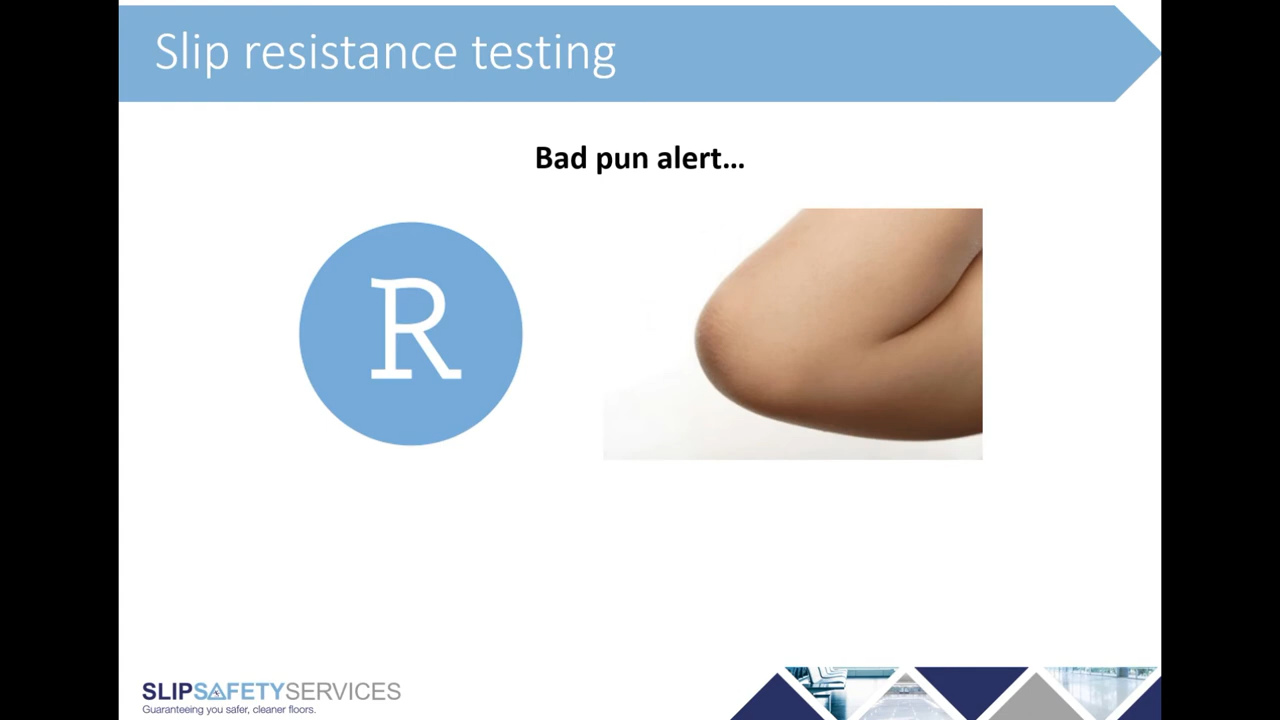 Slip resistance testing
Bad pun alert...
R
SLIPSAFETYSERVICES
Guaranteeing you safer, cleaner floors.